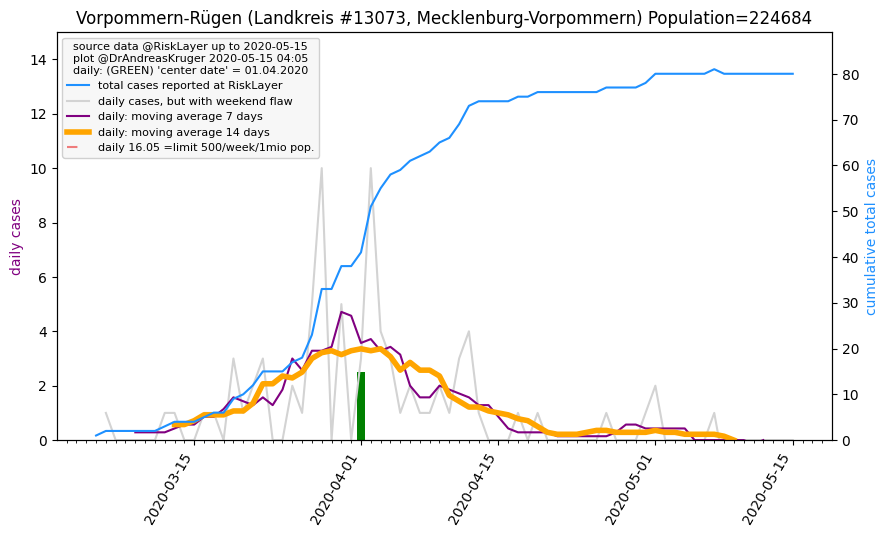 Vorpommern-Rügen (Landkreis #13073, Mecklenburg-Vorpommern) Population=224684
source data @RiskLayer up to 2020-05-15
plot @DrAndreasKruger 2020-05-15 04:05
daily: (GREEN) 'center date' = 01.04.2020
total cases reported at RiskLayer
daily cases, but with weekend flaw
daily: moving average 7 days
daily: moving average 14 days
daily 16.05 =limit 500/week/1mio pop.
daily cases
14
12
10
8
6
4
2
0
cumulative total cases
80
70
60
50
40
30
20
10
0
2020-03-15
2020-04-01
2020-04-15
2020-05-01
2020-05-15